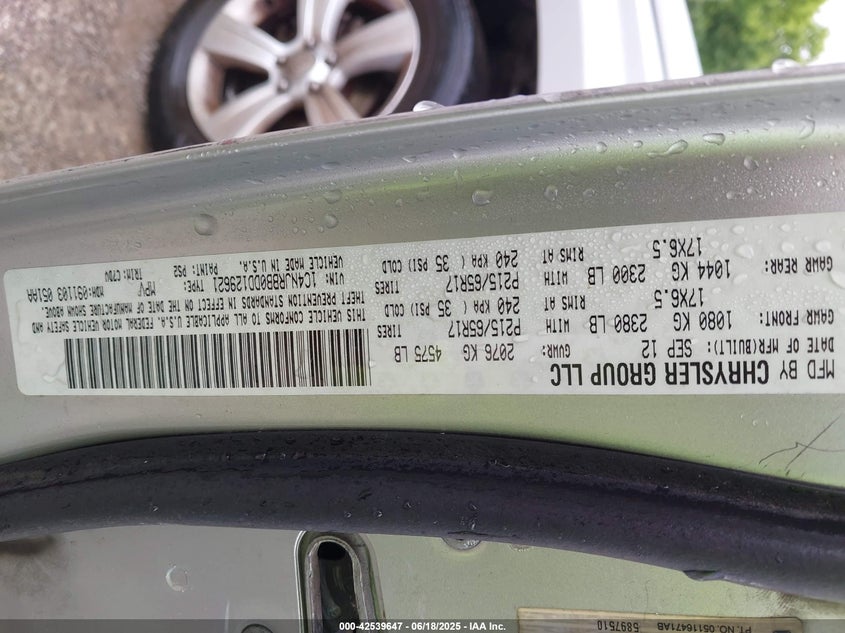 MFD BY CHRYSLER GROUP LLC
DATE OF MFR(BUILT): SEP 12 GVWR: 2076 KG 4575 LB
GAWR FRONT: 1080 KG 2380 LB WITH P215/65R17 TIRES
17X6.5 RIMS AT 240 KPA ( 35 PSI) COLD
GAWR REAR: 1044 KG 2300 LB WITH P215/65R17 TIRES
17X6.5 RIMS AT 240 KPA ( 35 PSI) COLD
THIS VEHICLE CONFORMS TO ALL APPLICABLE FEDERAL MOTOR VEHICLE SAFETY AND
THEFT PREVENTION STANDARDS IN EFFECT ON THE DATE OF MANUFACTURE SHOWN ABOVE.
VIN: 1C4NJRBB0DD129621 TYPE: MPV MDH:091103 051AA
VEHICLE MADE IN U.S.A. PAINT: PS2 TRIM: C7DV
PT. NO. 05116471AB
5897510
000-42539647 | 06/18/2025 - IAA Inc.